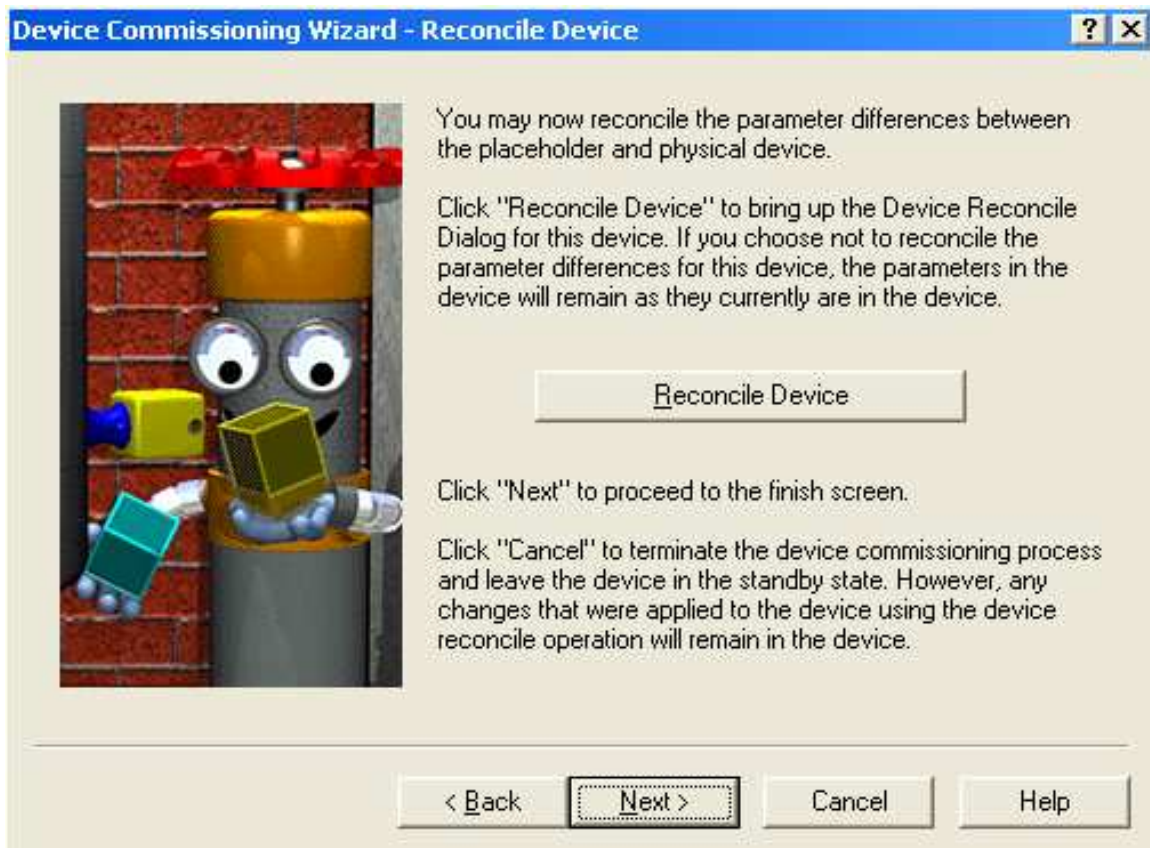 Device Commissioning Wizard - Reconcile Device
You may now reconcile the parameter differences between
the placeholder and physical device.
Click "Reconcile Device" to bring up the Device Reconcile
Dialog for this device. If you choose not to reconcile the
parameter differences for this device, the parameters in the
device will remain as they currently are in the device.
Reconcile Device
Click "Next" to proceed to the finish screen.
Click "Cancel" to terminate the device commissioning process
and leave the device in the standby state. However, any
changes that were applied to the device using the device
reconcile operation will remain in the device.
< Back Next > Cancel Help